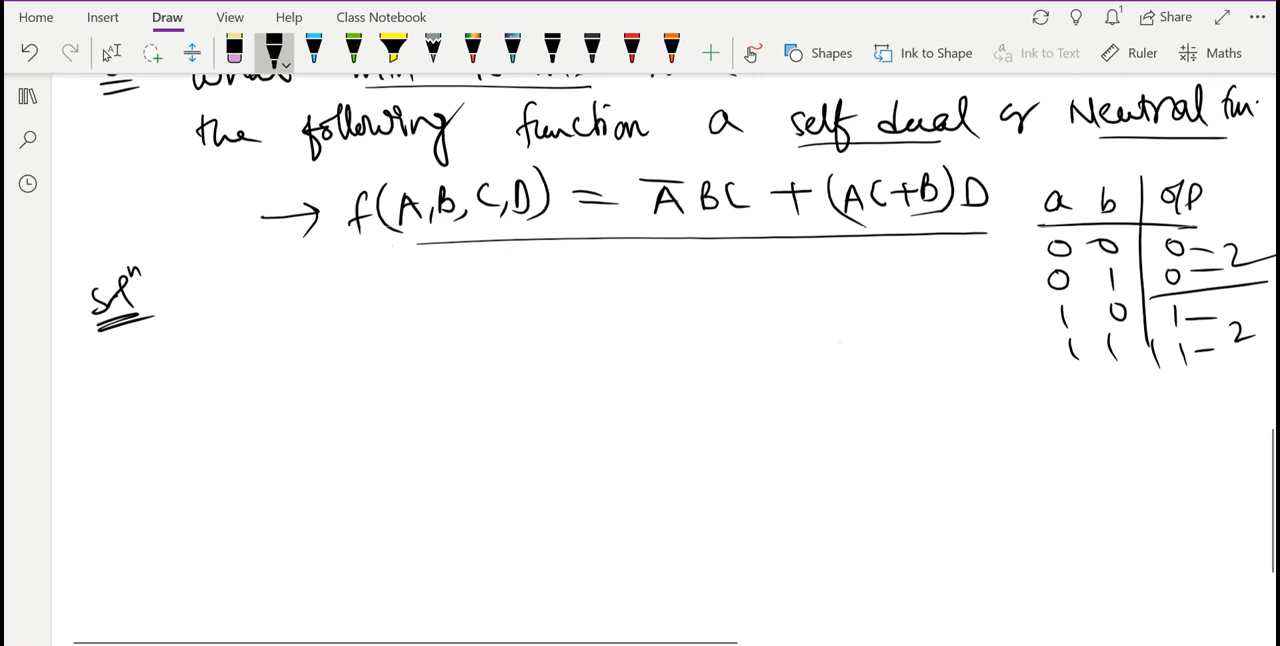 Home Insert Draw View Help Class Notebook Share
Shapes Ink to Shape Ink to Text Ruler Maths
the following function a self dual or Neutral fun.
→ f(A,B,C,D) = A̅BC + (AC+B)D
a b o/p
0 0 0 - 2
0 1 0 -
1 0 1 -
1 1 1 - 2
Solⁿ